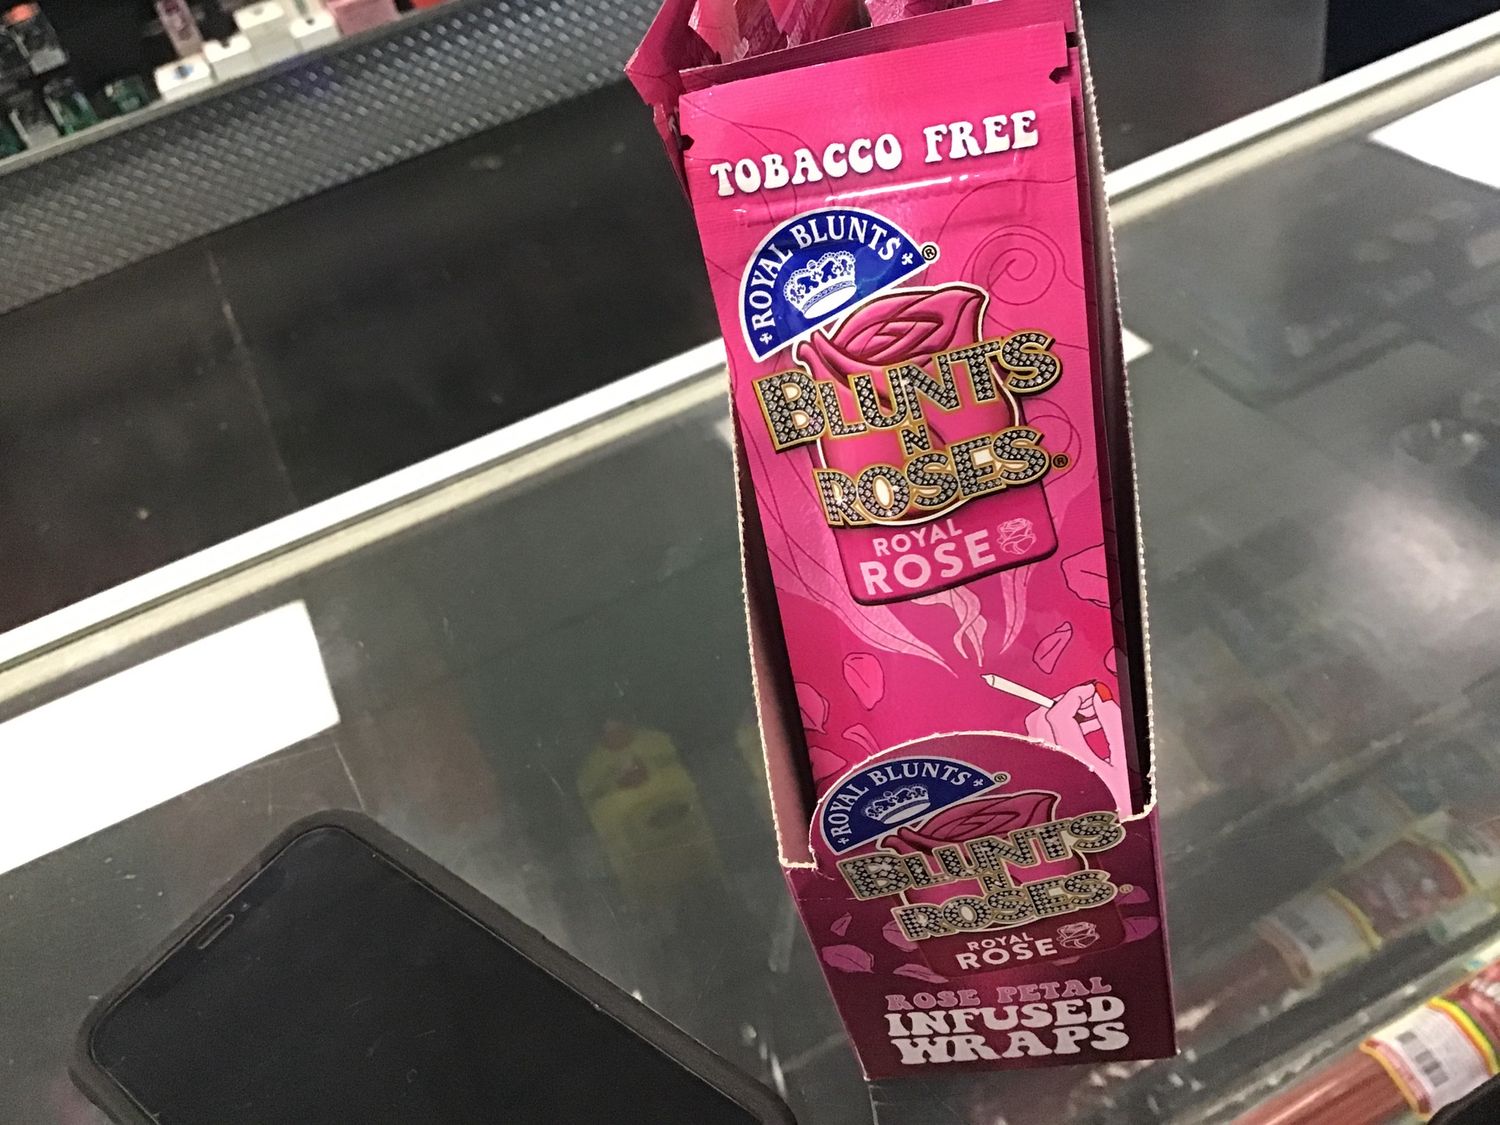 TOBACCO FREE
ROYAL BLUNTS ®
BLUNTS
N
ROSES ®
ROYAL
ROSE
ROYAL BLUNTS ®
BLUNTS
N
ROSES ®
ROYAL
ROSE
ROSE PETAL
INFUSED
WRAPS